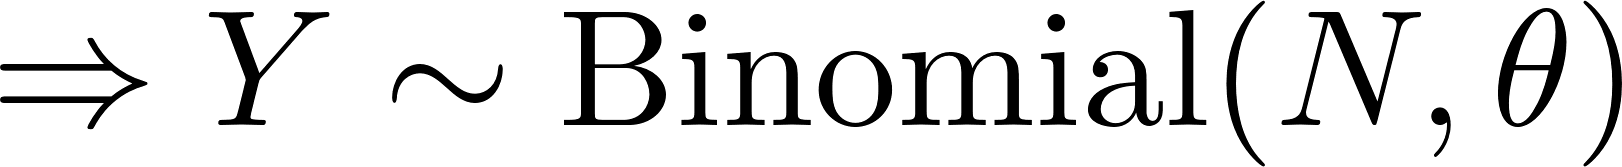 ⇒ Y ∼ Binomial(N, θ)